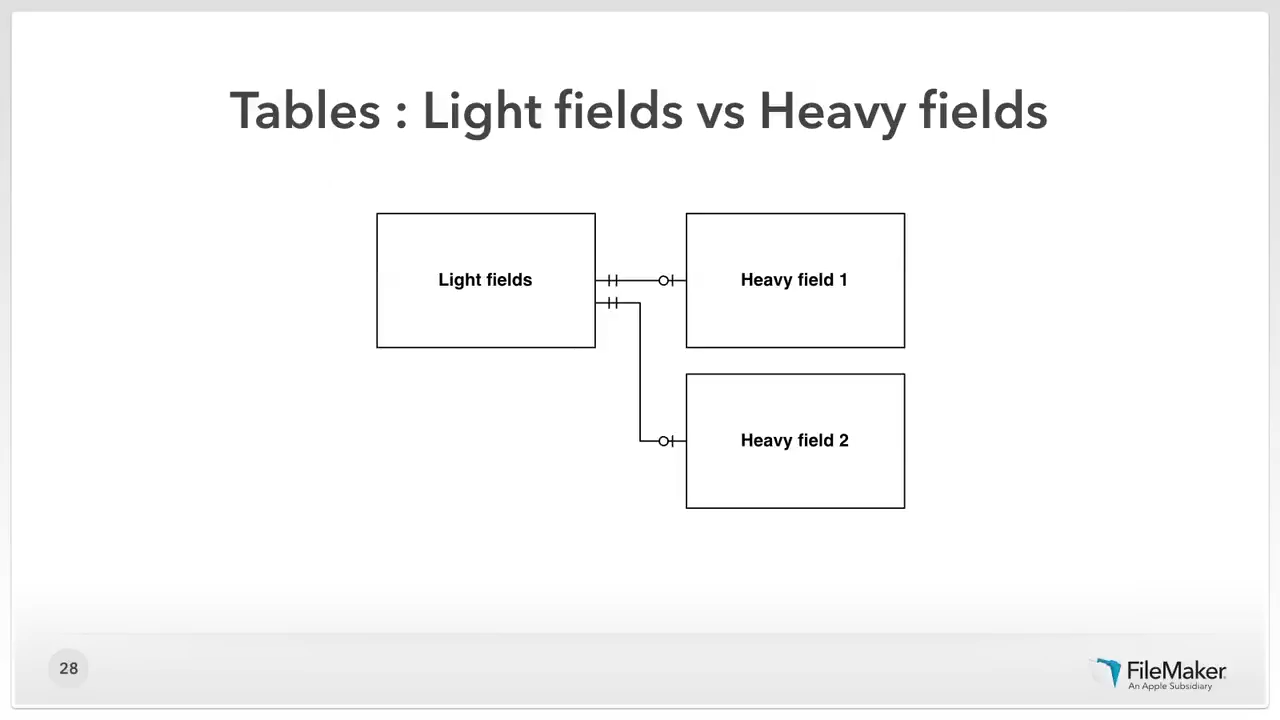 Tables : Light fields vs Heavy fields
Light fields
Heavy field 1
Heavy field 2
28
FileMaker
An Apple Subsidiary